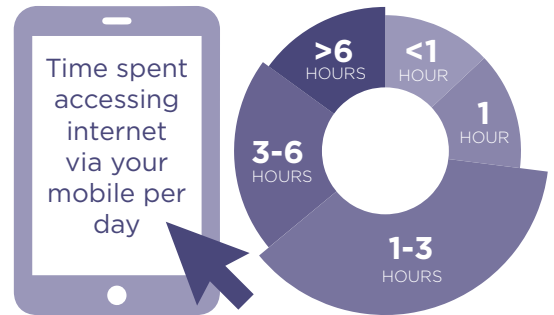 Time spent
accessing
internet
via your
mobile per
day
>6
HOURS
<1
HOUR
1
HOUR
3-6
HOURS
1-3
HOURS